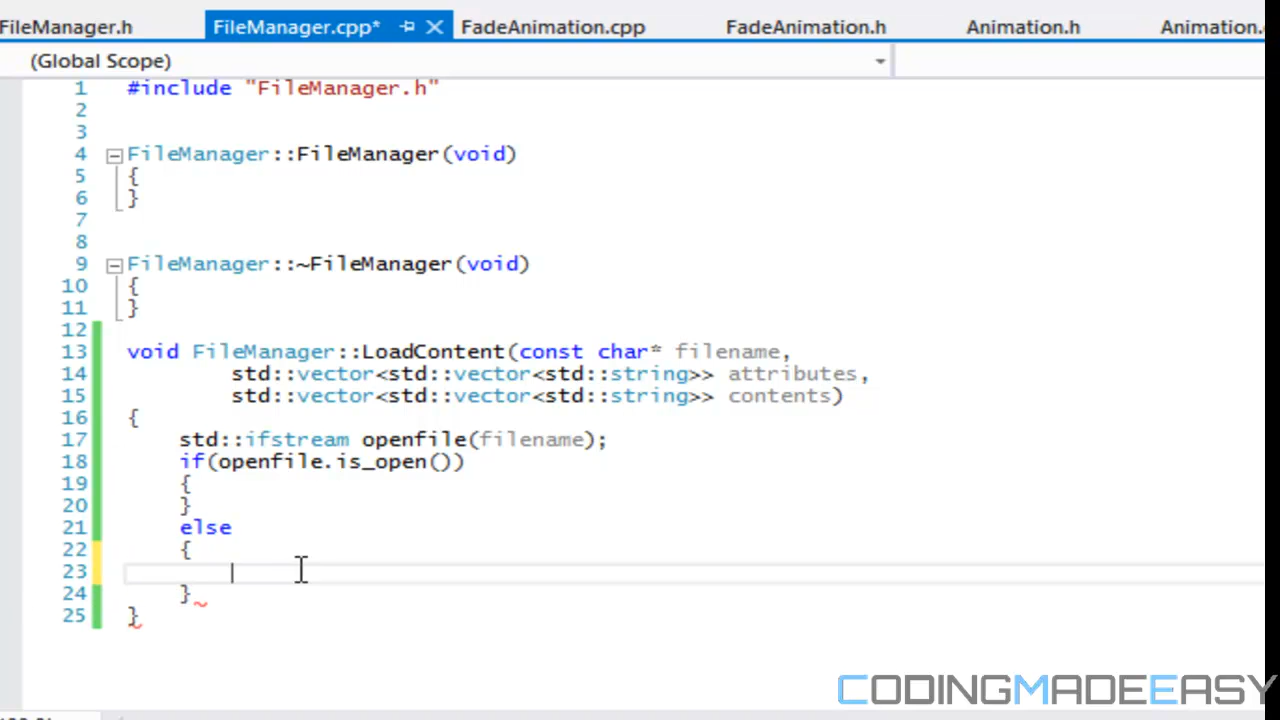 FileManager.h FileManager.cpp* FadeAnimation.cpp FadeAnimation.h Animation.h Animation.
(Global Scope)
1 #include "FileManager.h"
2
3
4 FileManager::FileManager(void)
5 {
6 }
7
8
9 FileManager::~FileManager(void)
10 {
11 }
12
13 void FileManager::LoadContent(const char* filename,
14 std::vector<std::vector<std::string>> attributes,
15 std::vector<std::vector<std::string>> contents)
16 {
17 std::ifstream openfile(filename);
18 if(openfile.is_open())
19 {
20 }
21 else
22 {
23
24 }
25 }
CODINGMADEEASY